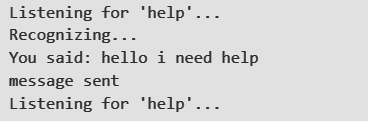 Listening for 'help'...
Recognizing...
You said: hello i need help
message sent
Listening for 'help'...